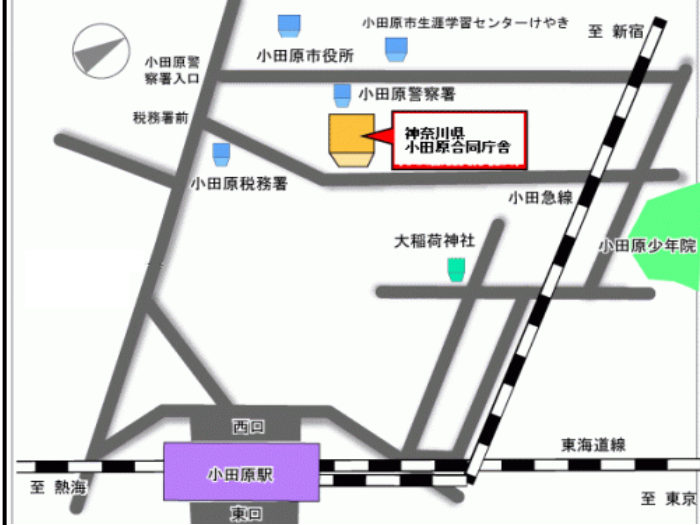 小田原市生涯学習センターけやき
至 新宿
小田原市役所
小田原警
察署入口
小田原警察署
税務署前
神奈川県
小田原合同庁舎
小田原税務署
小田急線
大稲荷神社
小田原少年院
西口
東海道線
小田原駅
至 熱海
至 東京
東口